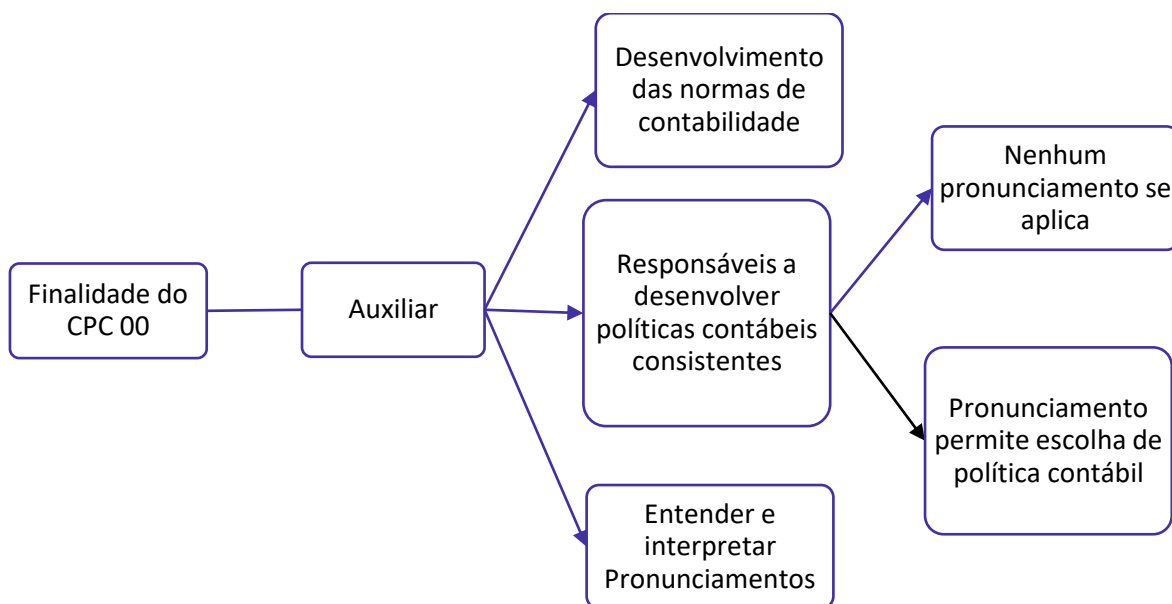 Finalidade do
CPC 00
Auxiliar
Desenvolvimento
das normas de
contabilidade
Responsáveis a
desenvolver
políticas contábeis
consistentes
Entender e
interpretar
Pronunciamentos
Nenhum
pronunciamento se
aplica
Pronunciamento
permite escolha de
política contábil